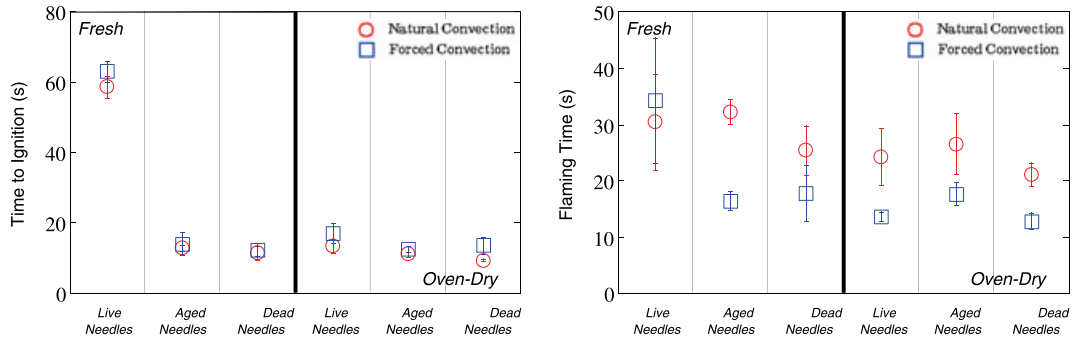 Time to Ignition (s)
80
60
40
20
0
Fresh
Natural Convection
Forced Convection
Oven-Dry
Live
Needles
Aged
Needles
Dead
Needles
Live
Needles
Aged
Needles
Dead
Needles
Flaming Time (s)
50
40
30
20
10
0
Fresh
Natural Convection
Forced Convection
Oven-Dry
Live
Needles
Aged
Needles
Dead
Needles
Live
Needles
Aged
Needles
Dead
Needles